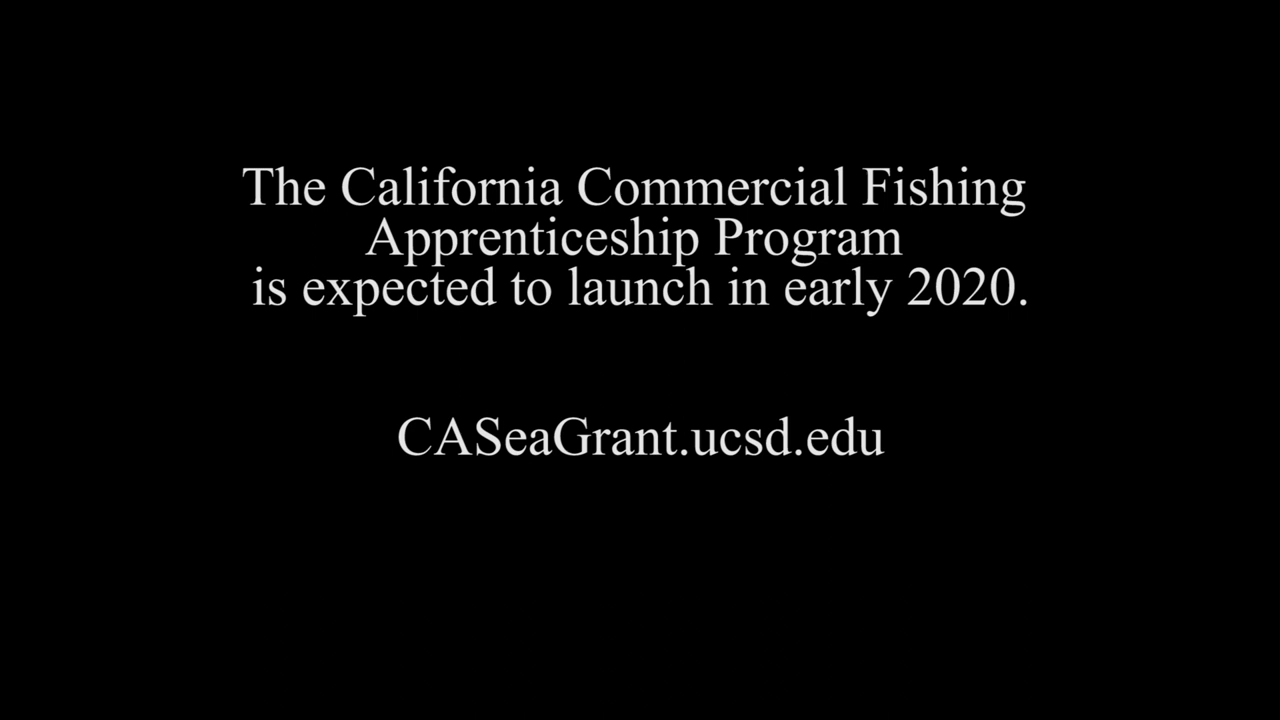 The California Commercial Fishing
Apprenticeship Program
is expected to launch in early 2020.
CASeaGrant.ucsd.edu